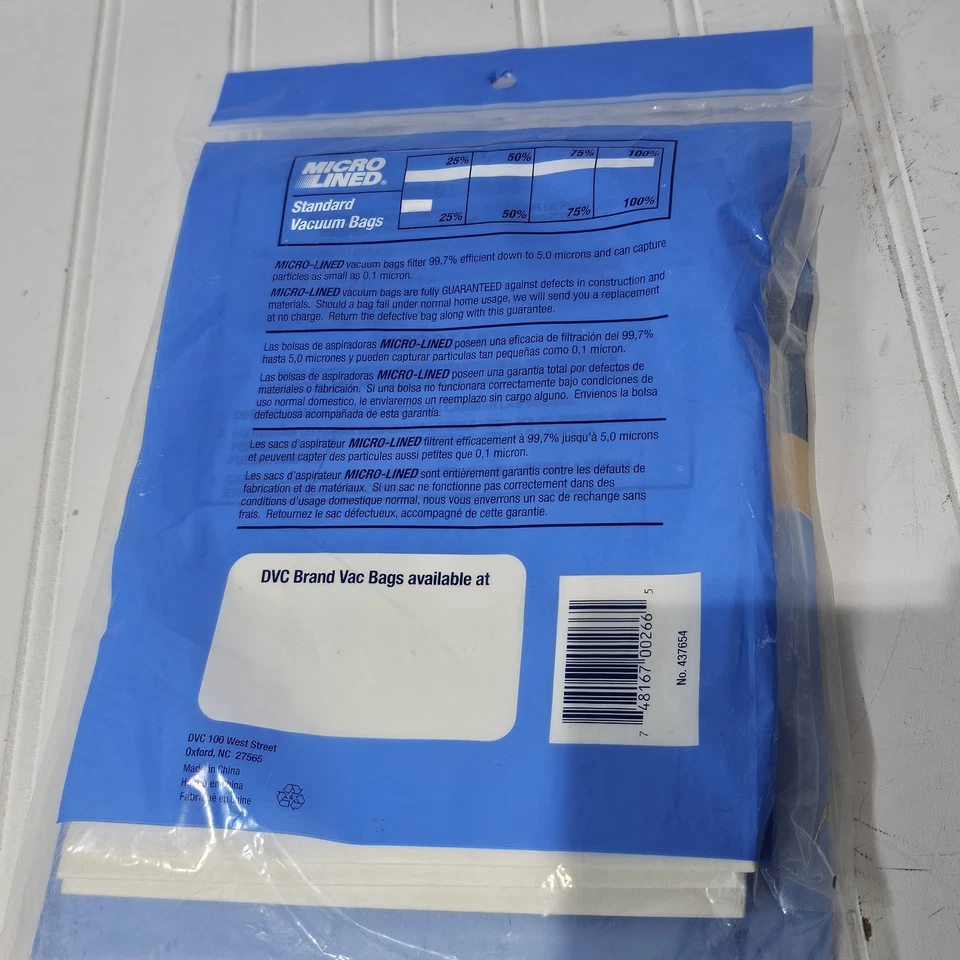 MICRO
LINED®
25% 50% 75% 100%
Standard
Vacuum Bags
25% 50% 75% 100%
MICRO-LINED vacuum bags filter 99.7% efficient down to 5.0 microns and can capture
particles as small as 0.1 micron.
MICRO-LINED vacuum bags are fully GUARANTEED against defects in construction and
materials. Should a bag fail under normal home usage, we will send you a replacement
at no charge. Return the defective bag along with this guarantee.
Las bolsas de aspiradoras MICRO-LINED poseen una eficacia de filtración del 99,7%
hasta 5,0 micrones y pueden capturar particulas tan pequeñas como 0,1 micron.
Las bolsas de aspiradoras MICRO-LINED poseen una garantía total por defectos de
materiales o fabricaión. Si una bolsa no funcionara correctamente bajo condiciones de
uso normal domestico, le enviaremos un reemplazo sin cargo alguno. Envienos la bolsa
defectuosa acompañada de esta garantía.
Les sacs d'aspirateur MICRO-LINED filtrent efficacement à 99,7% jusqu'à 5,0 microns
et peuvent capter des particules aussi petites que 0,1 micron.
Les sacs d'aspirateur MICRO-LINED sont entièrement garantis contre les défauts de
fabrication et de matériaux. Si un sac ne fonctionne pas correctement dans des
conditions d'usage domestique normal, nous vous enverrons un sac de rechange sans
frais. Retournez le sac défectueux, accompagné de cette garantie.
DVC Brand Vac Bags available at
7 48167 00266 5
No. 437654
DVC 100 West Street
Oxford, NC 27565
Made in China
Hecho en China
Fabriqué en Chine
4